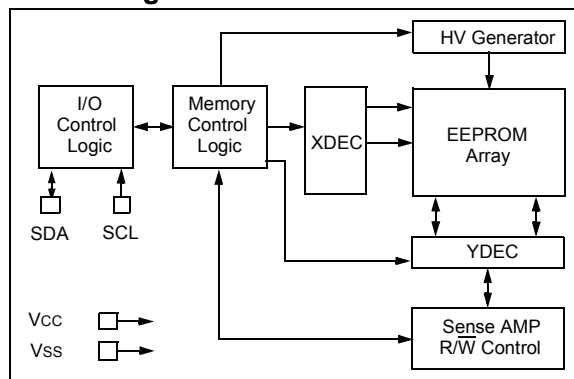 HV Generator
I/O
Control
Logic
Memory
Control
Logic
XDEC
EEPROM
Array
SDA
SCL
YDEC
VCC
VSS
Sense AMP
R/W̅ Control